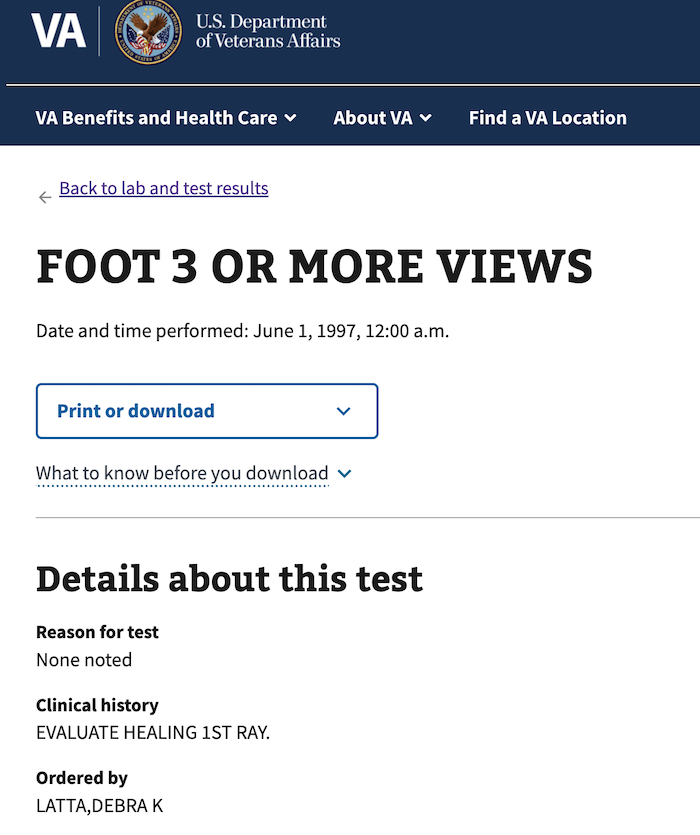 VA
U.S. Department
of Veterans Affairs
VA Benefits and Health Care
About VA
Find a VA Location
Back to lab and test results
FOOT 3 OR MORE VIEWS
Date and time performed: June 1, 1997, 12:00 a.m.
Print or download
What to know before you download
Details about this test
Reason for test
None noted
Clinical history
EVALUATE HEALING 1ST RAY.
Ordered by
LATTA,DEBRA K